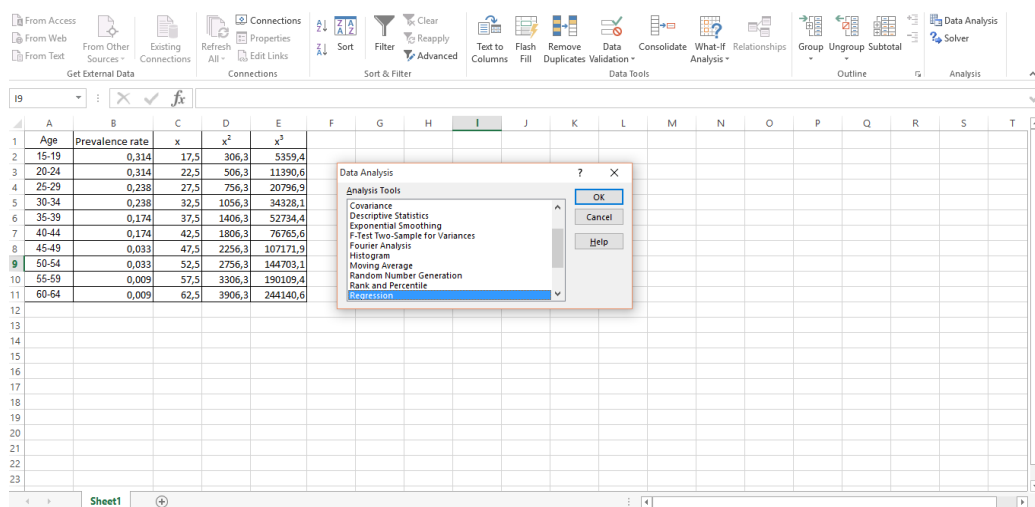 From Access
From Web
From Text
From Other
Sources
Existing
Connections
Get External Data
Refresh
All
Connections
Properties
Edit Links
Connections
Sort
Filter
Clear
Reapply
Advanced
Sort & Filter
Text to
Columns
Flash
Fill
Remove
Duplicates
Data
Validation
Consolidate
What-If
Analysis
Relationships
Data Tools
Group
Ungroup
Subtotal
Outline
Data Analysis
Solver
Analysis
I9
fx
A B C D E F G H I J K L M N O P Q R S T
1 Age Prevalence rate x x² x³
2 15-19 0,314 17,5 306,3 5359,4
3 20-24 0,314 22,5 506,3 11390,6
4 25-29 0,238 27,5 756,3 20796,9
5 30-34 0,238 32,5 1056,3 34328,1
6 35-39 0,174 37,5 1406,3 52734,4
7 40-44 0,174 42,5 1806,3 76765,6
8 45-49 0,033 47,5 2256,3 107171,9
9 50-54 0,033 52,5 2756,3 144703,1
10 55-59 0,009 57,5 3306,3 190109,4
11 60-64 0,009 62,5 3906,3 244140,6
12
13
14
15
16
17
18
19
20
21
22
23
Data Analysis ? X
Analysis Tools
Covariance
Descriptive Statistics
Exponential Smoothing
F-Test Two-Sample for Variances
Fourier Analysis
Histogram
Moving Average
Random Number Generation
Rank and Percentile
Regression
OK
Cancel
Help
Sheet1